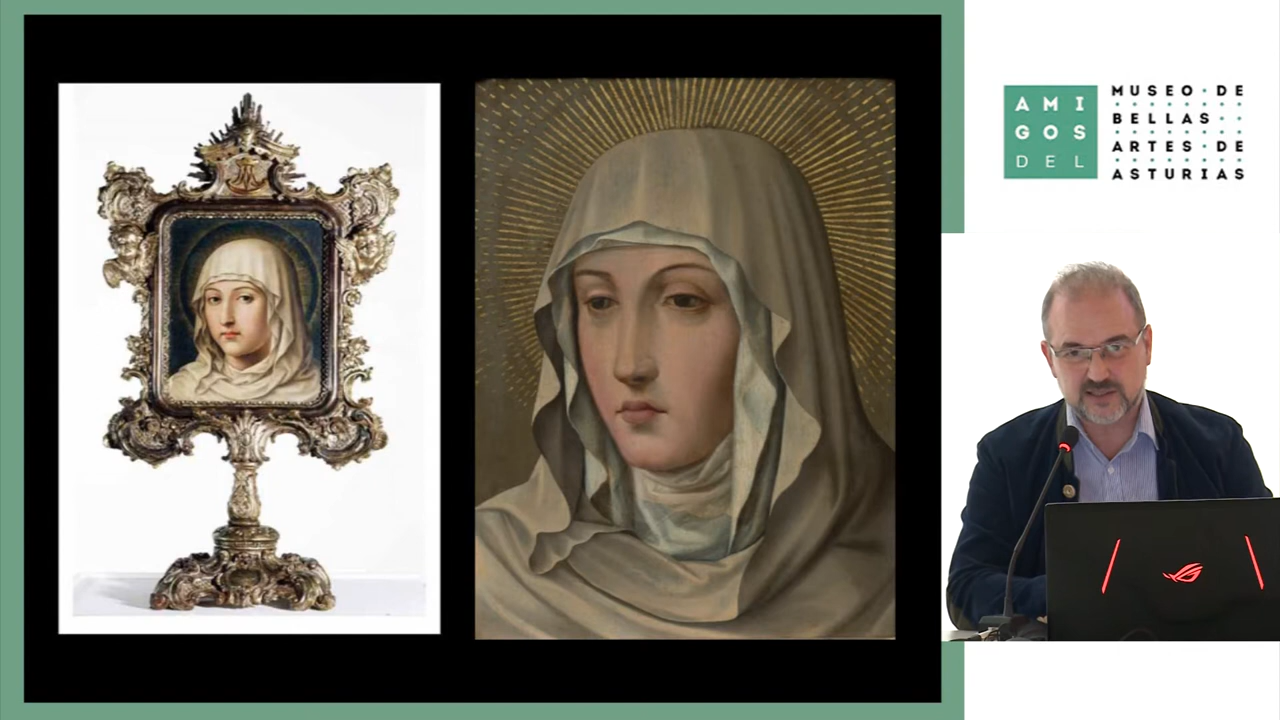 AMI
GOS
DEL
MUSEO DE
BELLAS
ARTES DE
ASTURIAS